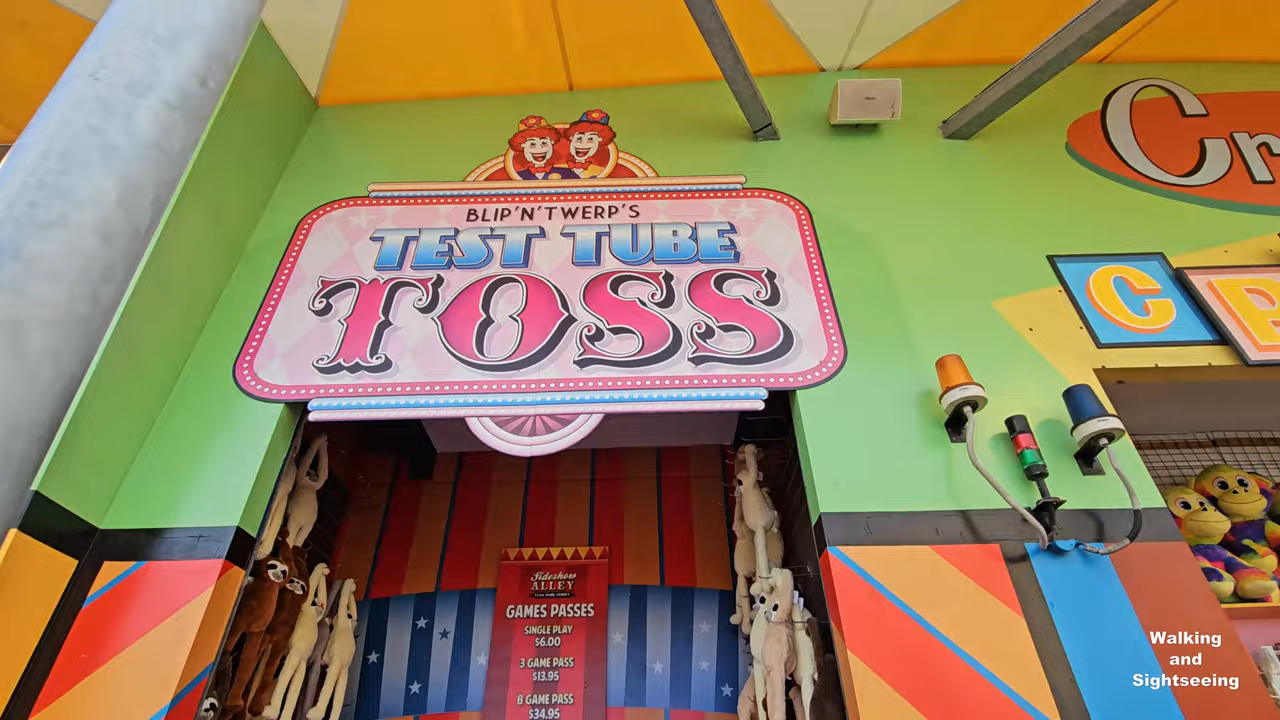 BLIP'N'TWERP'S
TEST TUBE
TOSS
Cr
C
Sideshow
ALLEY
GAMES PASSES
SINGLE PLAY
$6.00
3 GAME PASS
$13.95
8 GAME PASS
$34.95
Walking
and
Sightseeing